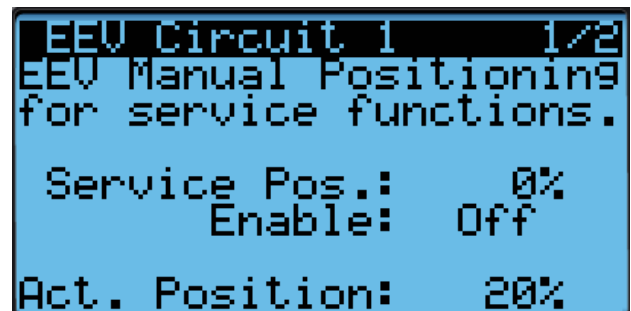 EEV Circuit 1 1/2
EEV Manual Positioning
for service functions.
Service Pos.: 0%
Enable: Off
Act. Position: 20%